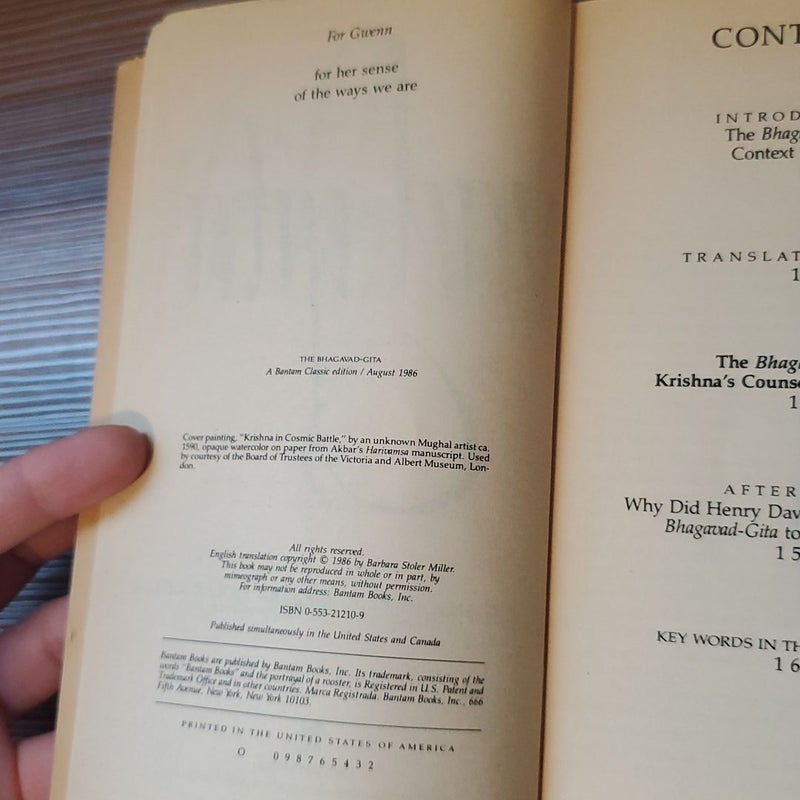 For Gwenn
for her sense
of the ways we are
THE BHAGAVAD-GITA
A Bantam Classic edition / August 1986
Cover painting, "Krishna in Cosmic Battle," by an unknown Mughal artist ca.
1590, opaque watercolor on paper from Akbar's Harivamsa manuscript. Used
by courtesy of the Board of Trustees of the Victoria and Albert Museum, Lon-
don.
All rights reserved.
English translation copyright © 1986 by Barbara Stoler Miller.
This book may not be reproduced in whole or in part, by
mimeograph or any other means, without permission.
For information address: Bantam Books, Inc.
ISBN 0-553-21210-9
Published simultaneously in the United States and Canada
Bantam Books are published by Bantam Books, Inc. Its trademark, consisting of the
words "Bantam Books" and the portrayal of a rooster, is Registered in U.S. Patent and
Trademark Office and in other countries. Marca Registrada. Bantam Books, Inc., 666
Fifth Avenue, New York, New York 10103.
PRINTED IN THE UNITED STATES OF AMERICA
O 0 9 8 7 6 5 4 3 2
CONT
INTROD
The Bhag
Context
TRANSLAT
1
The Bhag
Krishna's Counse
1
AFTER
Why Did Henry Dav
Bhagavad-Gita to
1 5
KEY WORDS IN TH
1 6